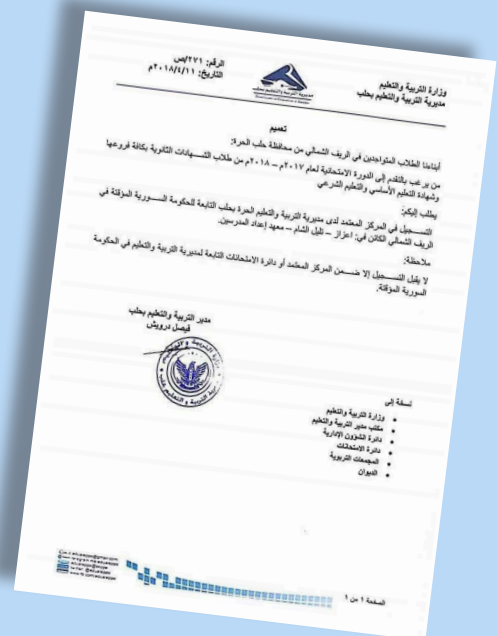 وزارة التربية والتعليم
مديرية التربية والتعليم بحلب
مديرية التربية والتعليم بحلب
الرقم: ٢٧١/ص
التاريخ: ٢٠١٨/٤/١١م
تعميم
أبناءنا الطلاب المتواجدين في الريف الشمالي من محافظة حلب الحرة:
من يرغب بالتقدم إلى الدورة الامتحانية لعام ٢٠١٧م – ٢٠١٨م من طلاب الشهادات الثانوية بكافة فروعها
وشهادة التعليم الأساسي والتعليم الشرعي
يطلب إليكم:
التسجيل في المركز المعتمد لدى مديرية التربية والتعليم الحرة بحلب التابعة للحكومة السورية المؤقتة في
الريف الشمالي الكائن في: اعزاز – تليل الشام – معهد إعداد المدرسين.
ملاحظة:
لا يقبل التسجيل إلا ضمن المركز المعتمد أو دائرة الامتحانات التابعة لمديرية التربية والتعليم في الحكومة
السورية المؤقتة.
مدير التربية والتعليم بحلب
فيصل درويش
نسخة إلى
• وزارة التربية والتعليم
• مكتب مدير التربية والتعليم
• دائرة الشؤون الإدارية
• دائرة الامتحانات
• المجمعات التربوية
• الديوان
الصفحة ١ من ١